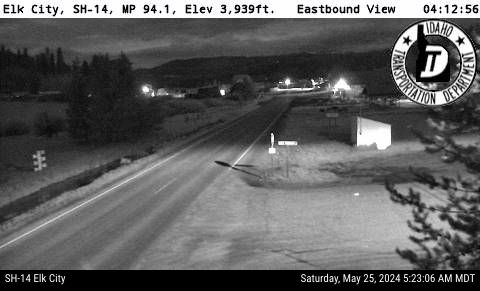 Elk City, SH-14, MP 94.1, Elev 3,939ft. Eastbound View 04:12:56
IDAHO
TRANSPORTATION DEPARTMENT
SH-14 Elk City Saturday, May 25, 2024 5:23:06 AM MDT